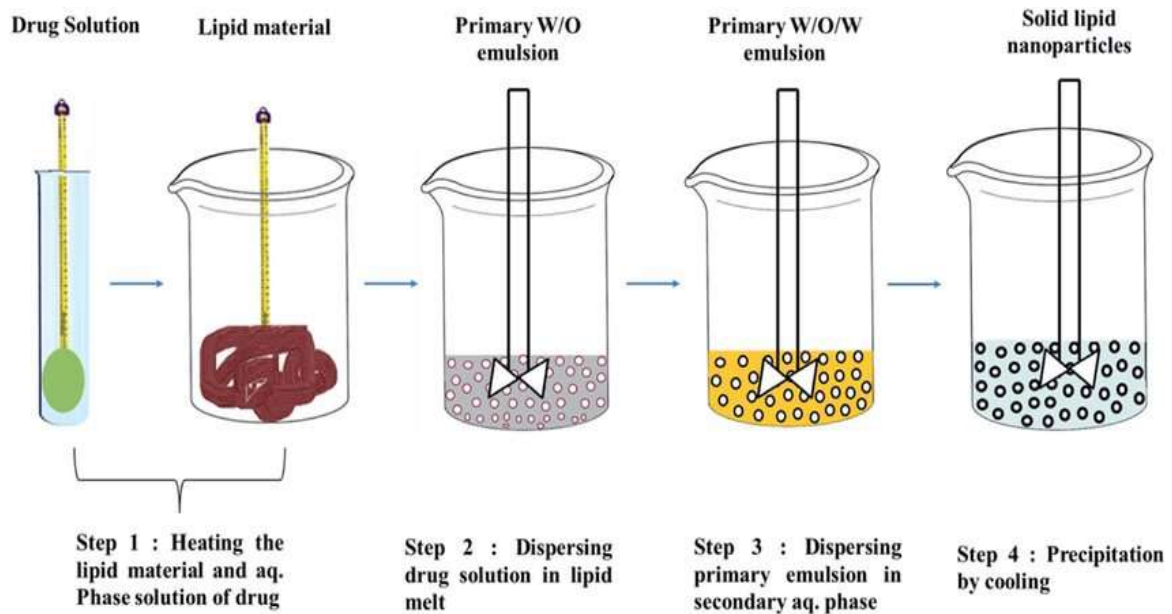 Drug Solution
Lipid material
Primary W/O
emulsion
Primary W/O/W
emulsion
Solid lipid
nanoparticles
Step 1 : Heating the
lipid material and aq.
Phase solution of drug
Step 2 : Dispersing
drug solution in lipid
melt
Step 3 : Dispersing
primary emulsion in
secondary aq. phase
Step 4 : Precipitation
by cooling